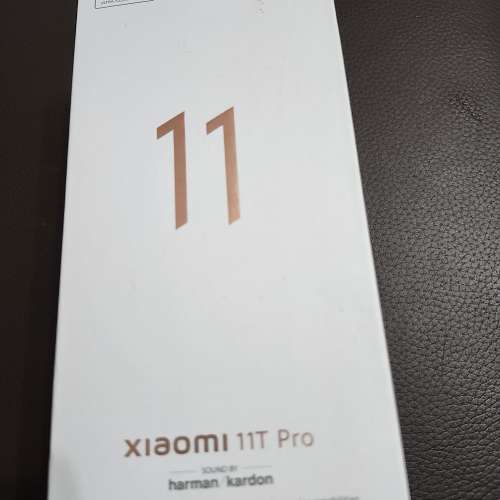 11
xiaomi 11T Pro
SOUND BY
harman/kardon